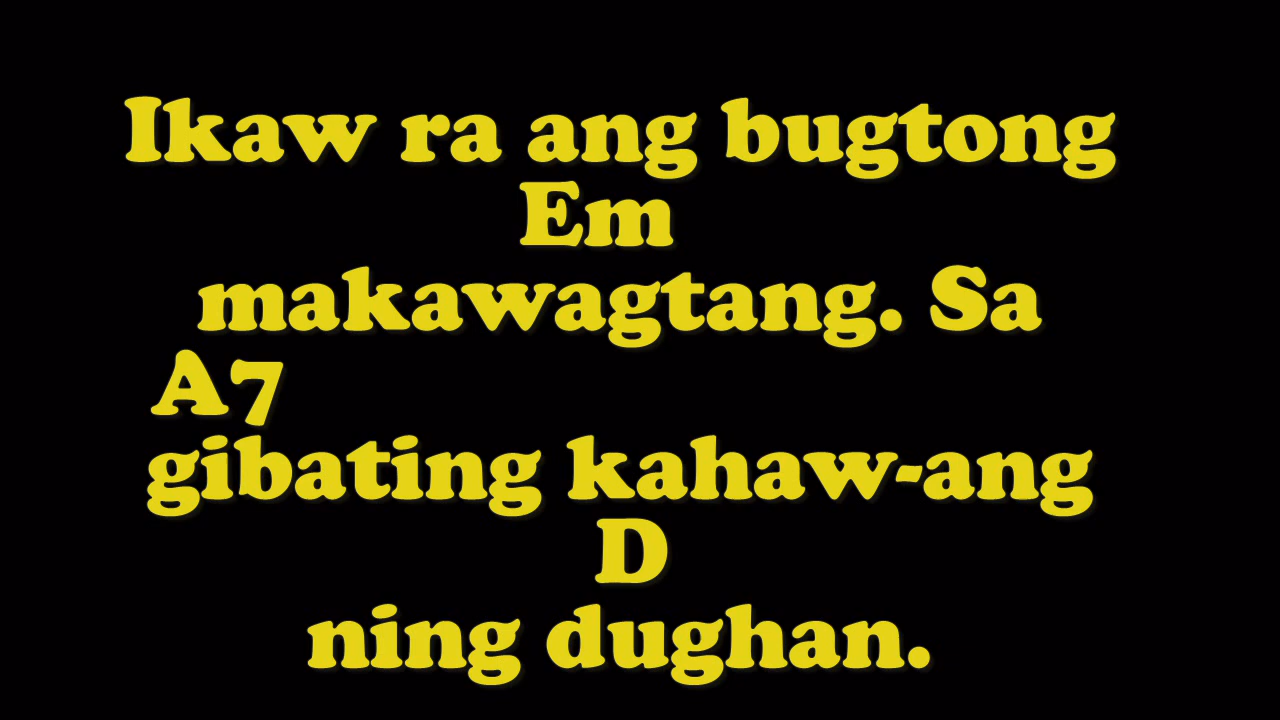 Ikaw ra ang bugtong
Em
makawagtang. Sa
A7
gibating kahaw-ang
D
ning dughan.